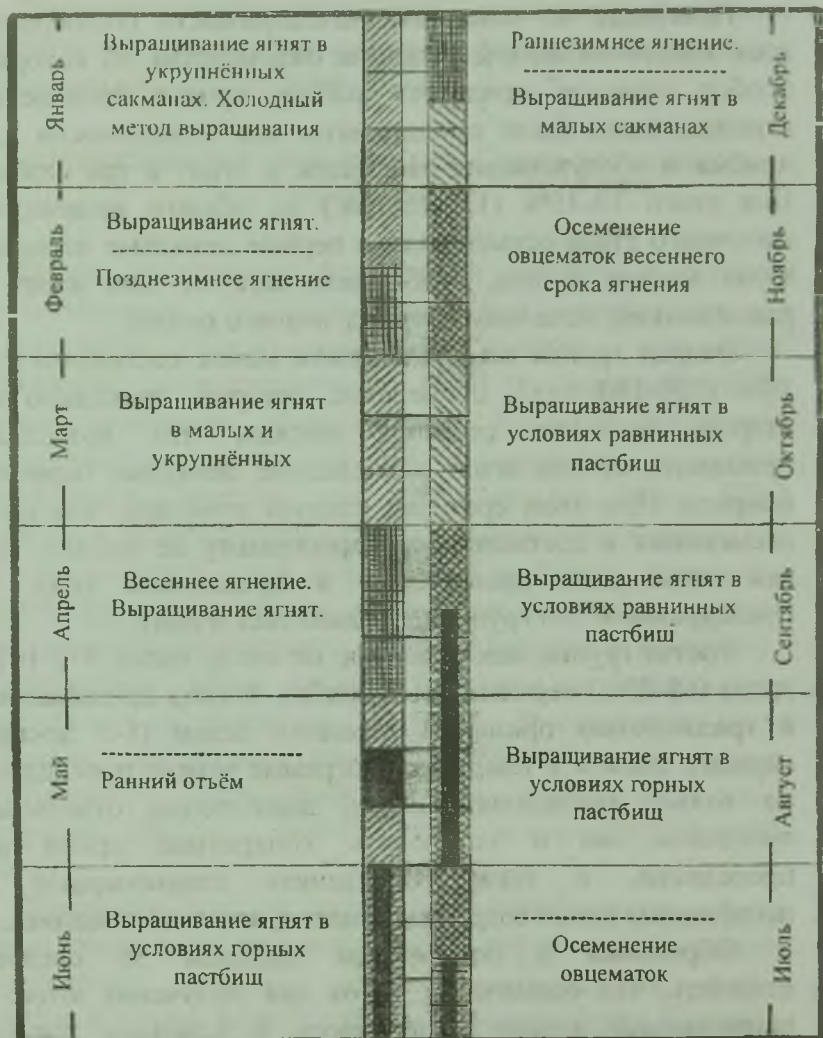 Январь
Выращивание ягнят в
укрупнённых
сакманах. Холодный
метод выращивания
Раннезимнее ягнение.
Выращивание ягнят в
малых сакманах
Декабрь
Февраль
Выращивание ягнят.
Позднезимнее ягнение
Осеменение
овцематок весеннего
срока ягнения
Ноябрь
Март
Выращивание ягнят
в малых и
укрупнённых
Выращивание ягнят в
условиях равнинных
пастбищ
Октябрь
Апрель
Весеннее ягнение.
Выращивание ягнят.
Выращивание ягнят в
условиях равнинных
пастбищ
Сентябрь
Май
Ранний отъём
Выращивание ягнят в
условиях горных
пастбищ
Август
Июнь
Выращивание ягнят в
условиях горных
пастбищ
Осеменение
овцематок
Июль